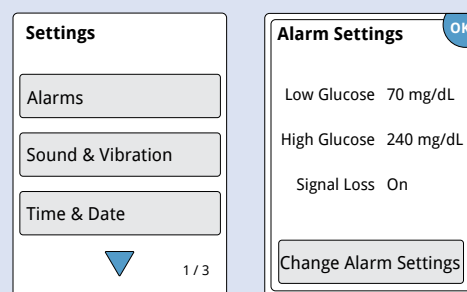 Settings
Alarms
Sound & Vibration
Time & Date
1 / 3
Alarm Settings
OK
Low Glucose 70 mg/dL
High Glucose 240 mg/dL
Signal Loss On
Change Alarm Settings